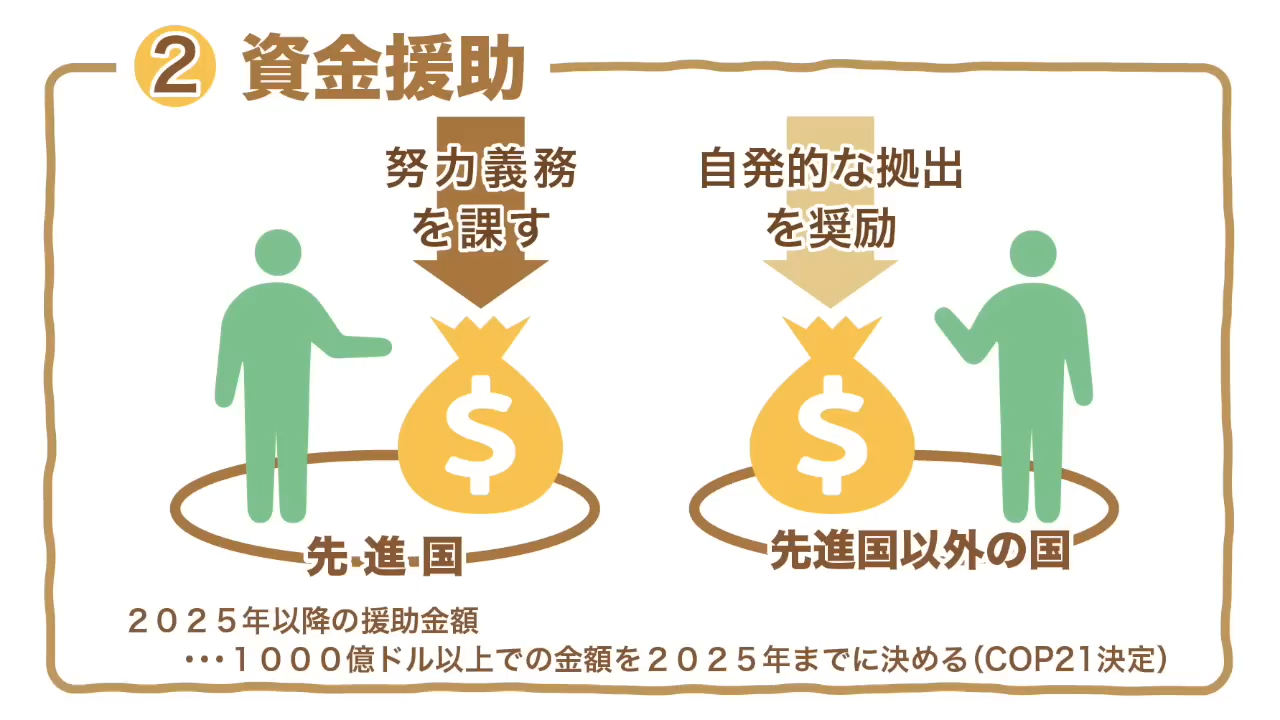 2 資金援助
努力義務
を課す
自発的な拠出
を奨励
$
$
先進国
先進国以外の国
２０２５年以降の援助金額
･･･１０００億ドル以上での金額を２０２５年までに決める(COP21決定)